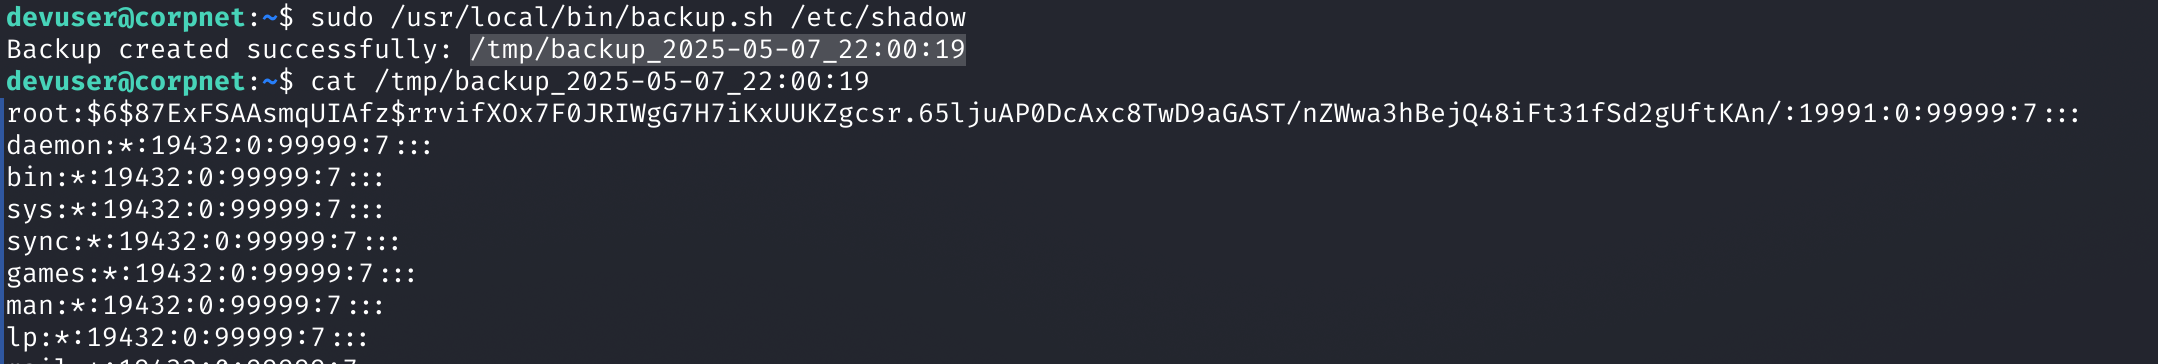 devuser@corpnet:~$ sudo /usr/local/bin/backup.sh /etc/shadow
Backup created successfully: /tmp/backup_2025-05-07_22:00:19
devuser@corpnet:~$ cat /tmp/backup_2025-05-07_22:00:19
root:$6$87ExFSAAsmqUIAfz$rrvifXOx7F0JRIWgG7H7iKxUUKZgcsr.65ljuAP0DcAxc8TwD9aGAST/nZWwa3hBejQ48iFt31fSd2gUftKAn/:19991:0:99999:7:::
daemon:*:19432:0:99999:7:::
bin:*:19432:0:99999:7:::
sys:*:19432:0:99999:7:::
sync:*:19432:0:99999:7:::
games:*:19432:0:99999:7:::
man:*:19432:0:99999:7:::
lp:*:19432:0:99999:7:::